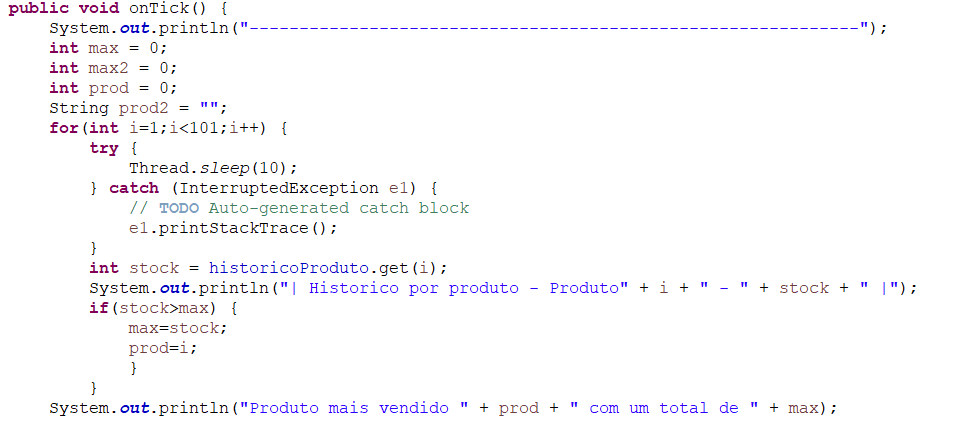 public void onTick() {
System.out.println("-------------------------------------------------------------");
int max = 0;
int max2 = 0;
int prod = 0;
String prod2 = "";
for(int i=1;i<101;i++) {
try {
Thread.sleep(10);
} catch (InterruptedException e1) {
// TODO Auto-generated catch block
e1.printStackTrace();
}
int stock = historicoProduto.get(i);
System.out.println("| Historico por produto - Produto" + i + " - " + stock + " |");
if(stock>max) {
max=stock;
prod=i;
}
}
System.out.println("Produto mais vendido " + prod + " com um total de " + max);